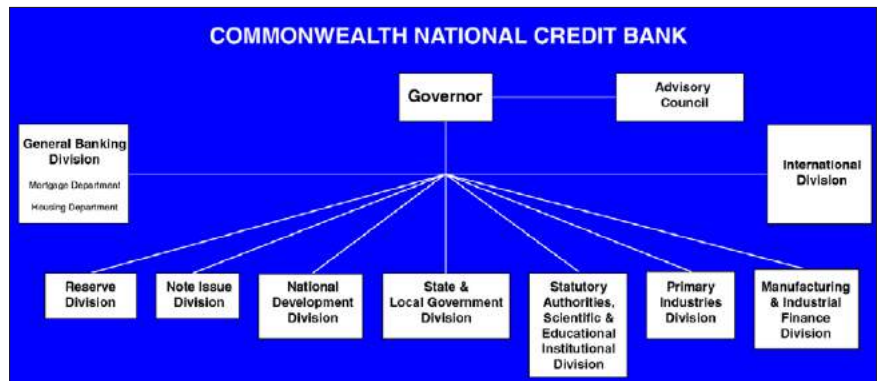 COMMONWEALTH NATIONAL CREDIT BANK
Governor
Advisory
Council
General Banking
Division
Mortgage Department
Housing Department
International
Division
Reserve
Division
Note Issue
Division
National
Development
Division
State &
Local Government
Division
Statutory
Authorities,
Scientific &
Educational
Institutional
Division
Primary
Industries
Division
Manufacturing
& Industrial
Finance
Division